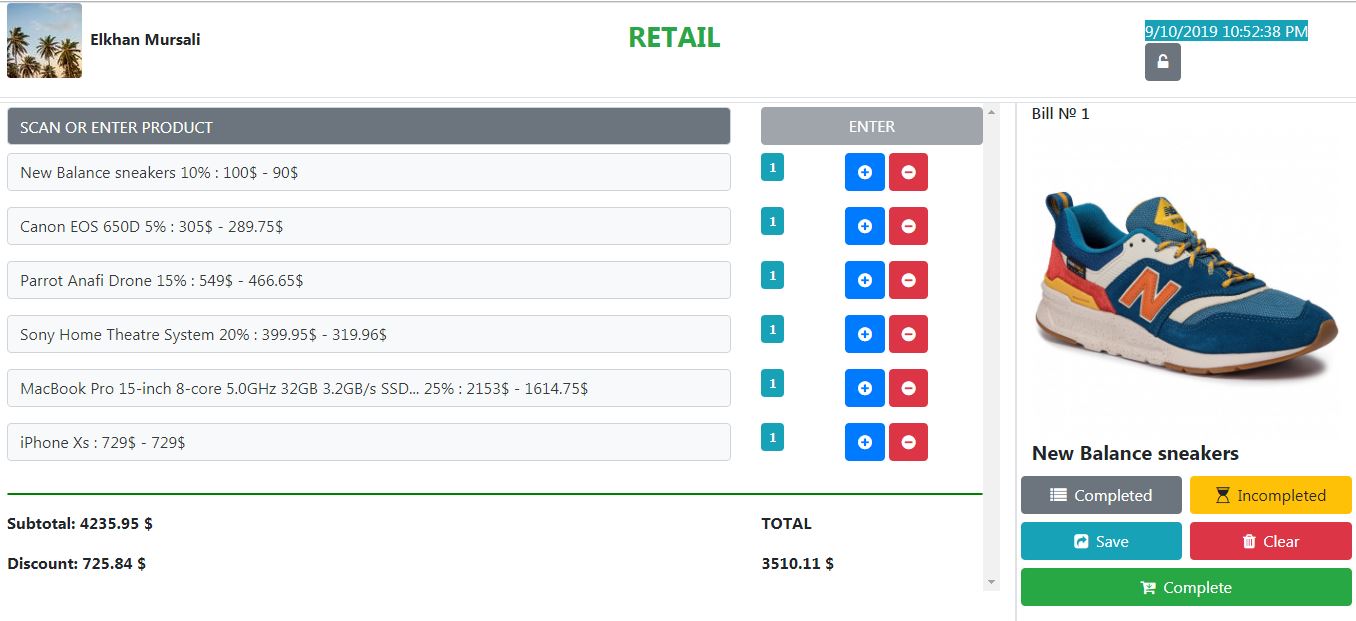 Elkhan Mursali
RETAIL
9/10/2019 10:52:38 PM
SCAN OR ENTER PRODUCT
ENTER
New Balance sneakers 10% : 100$ - 90$
1
Canon EOS 650D 5% : 305$ - 289.75$
1
Parrot Anafi Drone 15% : 549$ - 466.65$
1
Sony Home Theatre System 20% : 399.95$ - 319.96$
1
MacBook Pro 15-inch 8-core 5.0GHz 32GB 3.2GB/s SSD... 25% : 2153$ - 1614.75$
1
iPhone Xs : 729$ - 729$
1
Subtotal: 4235.95 $
TOTAL
Discount: 725.84 $
3510.11 $
Bill № 1
N
New Balance sneakers
Completed
Incompleted
Save
Clear
Complete